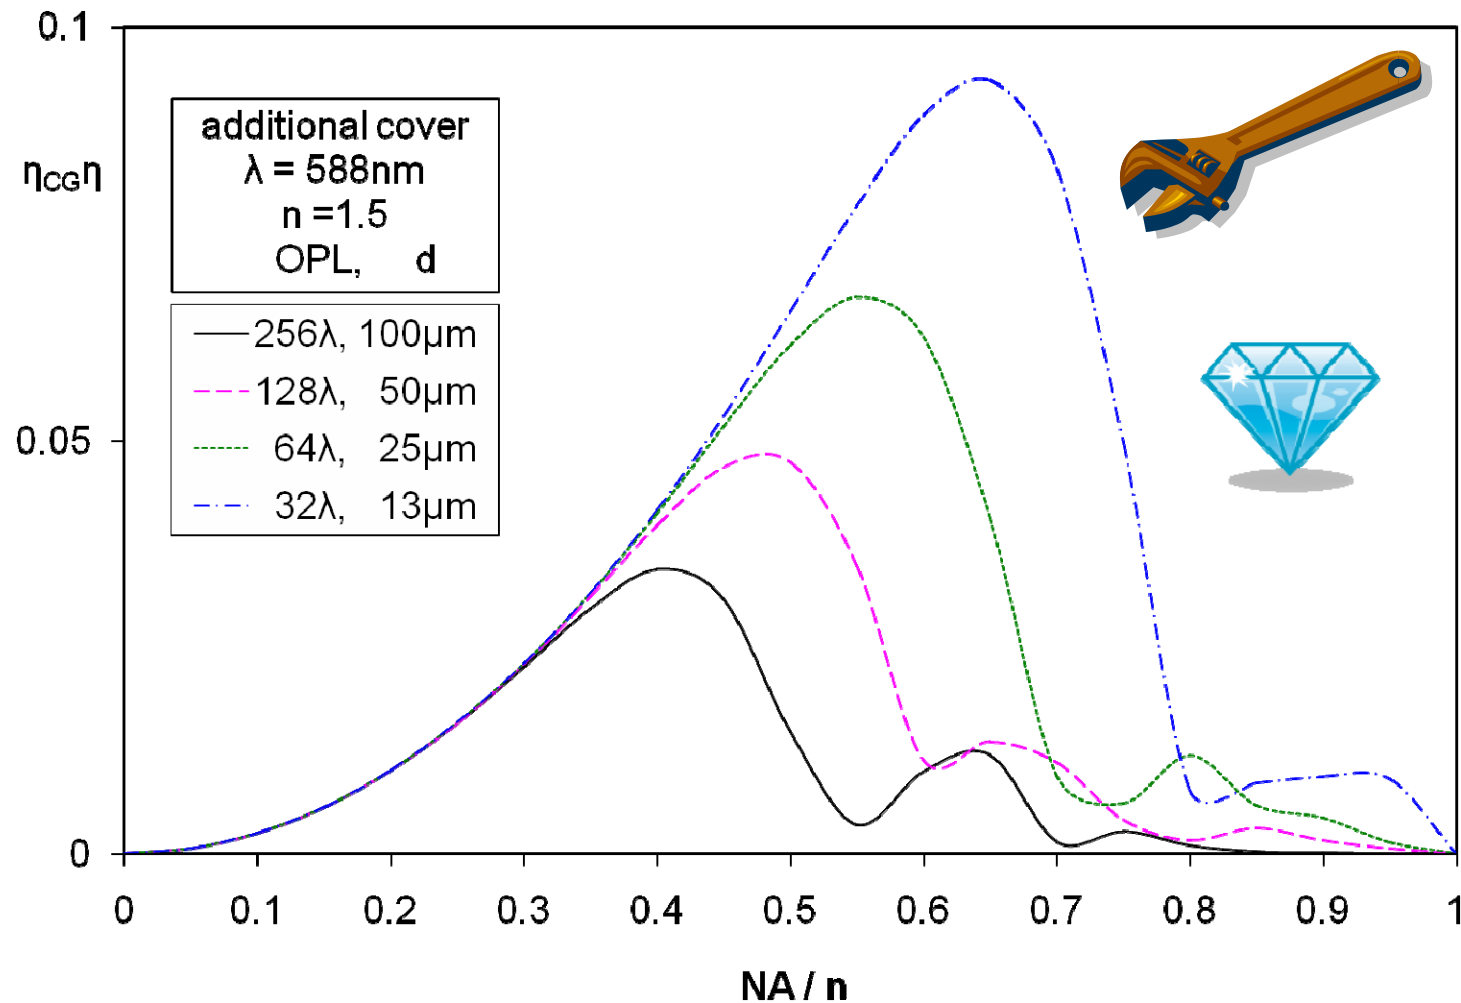 0.1
η_CGη
0.05
0
additional cover
λ = 588nm
n =1.5
OPL, d
256λ, 100µm
128λ, 50µm
64λ, 25µm
32λ, 13µm
0 0.1 0.2 0.3 0.4 0.5 0.6 0.7 0.8 0.9 1
NA / n